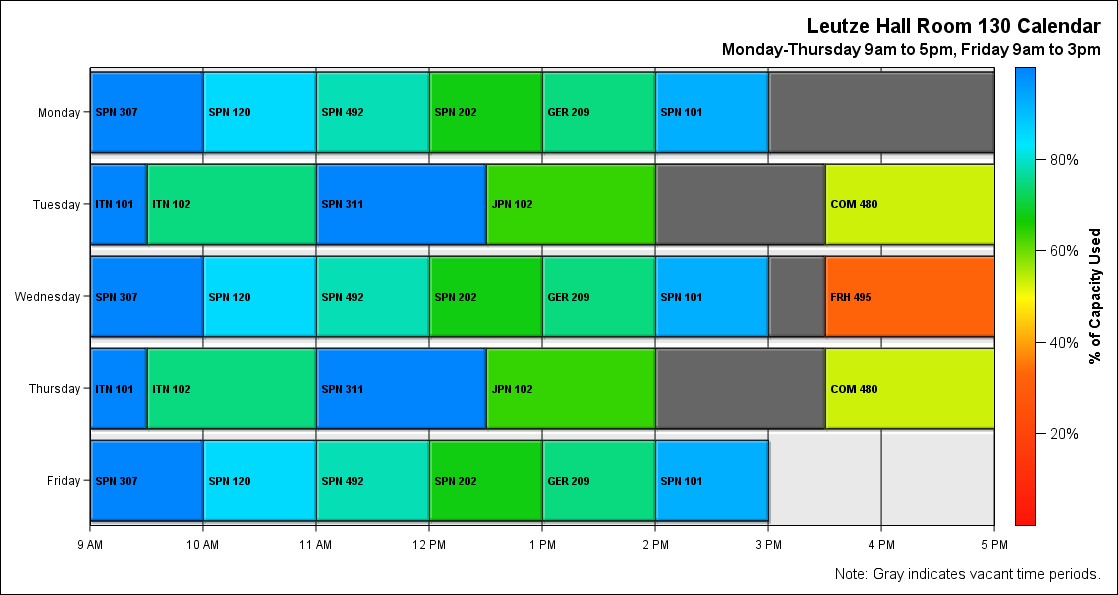 Leutze Hall Room 130 Calendar
Monday-Thursday 9am to 5pm, Friday 9am to 3pm
Monday
SPN 307
SPN 120
SPN 492
SPN 202
GER 209
SPN 101
Tuesday
ITN 101
ITN 102
SPN 311
JPN 102
COM 480
Wednesday
SPN 307
SPN 120
SPN 492
SPN 202
GER 209
SPN 101
FRH 495
Thursday
ITN 101
ITN 102
SPN 311
JPN 102
COM 480
Friday
SPN 307
SPN 120
SPN 492
SPN 202
GER 209
SPN 101
9 AM
10 AM
11 AM
12 PM
1 PM
2 PM
3 PM
4 PM
5 PM
80%
60%
40%
20%
% of Capacity Used
Note: Gray indicates vacant time periods.